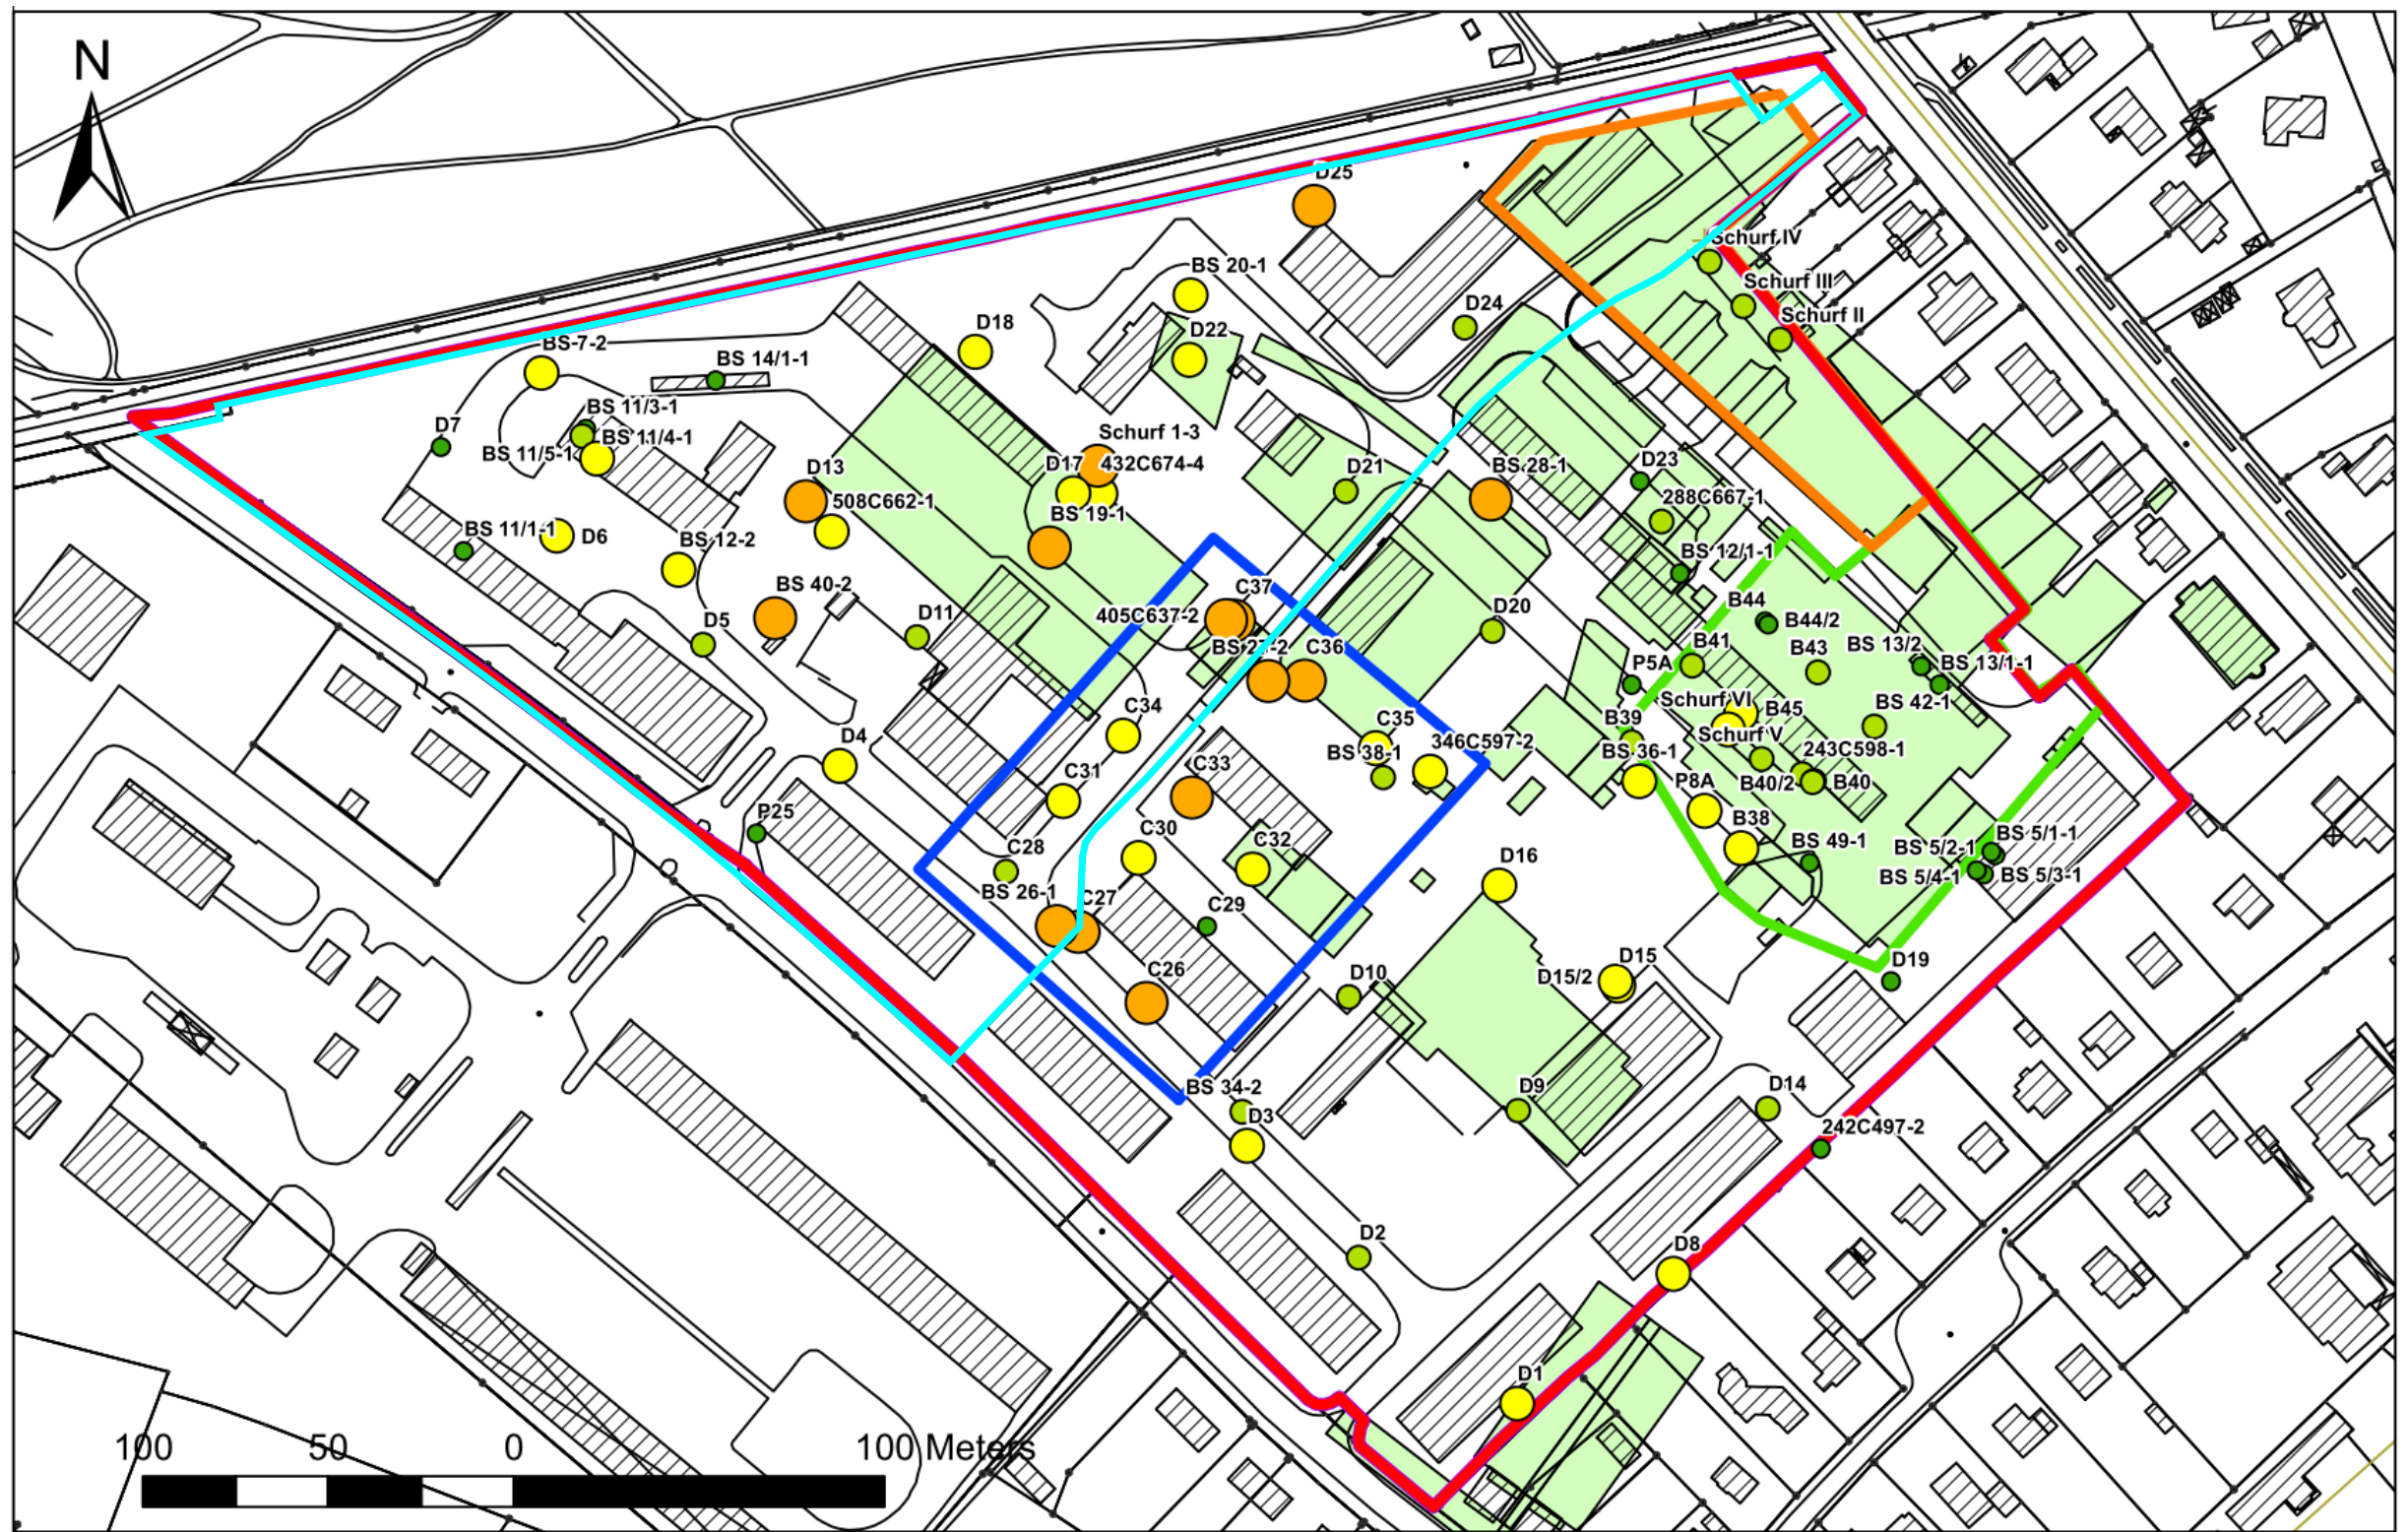 N
D25
Schurf IV
BS 20-1
Schurf III
D24
Schurf II
D18
D22
BS-7-2
BS 14/1-1
BS 11/3-1
D7
BS 11/4-1
BS 11/5-1
Schurf 1-3
D13
D17
432C674-4
D21
BS 28-1
D23
508C662-1
288C667-1
BS 19-1
BS 11/1-1
D6
BS 12-2
BS 12/1-1
BS 40-2
C37
B44
D11
405C637-2
D20
B44/2
D5
BS 27-2
C36
B41
B43
BS 13/2
P5A
BS 13/1-1
Schurf VI
BS 42-1
C34
B39
B45
D4
C35
Schurf V
BS 38-1
346C597-2
BS 36-1
243C598-1
C31
C33
P8A
B40/2
B40
P25
C30
B38
C28
C32
BS 49-1
BS 5/1-1
BS 5/2-1
D16
BS 26-1
BS 5/4-1
BS 5/3-1
C27
C29
D15
D19
C26
D10
D15/2
BS 34-2
D9
D14
D3
242C497-2
D2
D8
D1
100 50 0 100 Meters